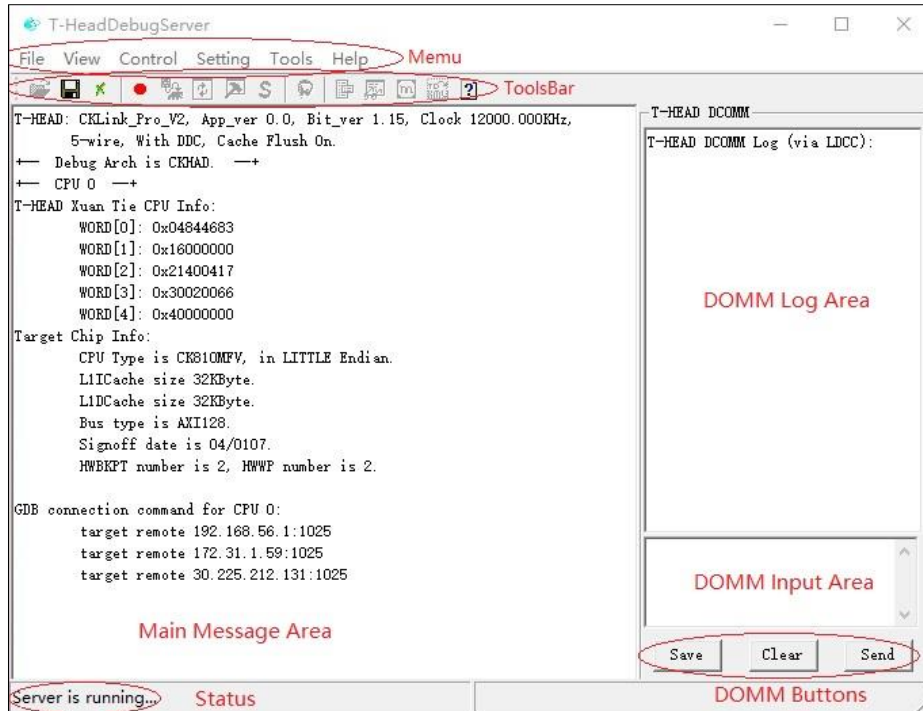 T-HeadDebugServer
File View Control Setting Tools Help Memu
ToolsBar
T-HEAD: CKLink_Pro_V2, App_ver 0.0, Bit_ver 1.15, Clock 12000.000KHz,
5-wire, With DDC, Cache Flush On.
+-- Debug Arch is CKHAD. --+
+-- CPU 0 --+
T-HEAD Xuan Tie CPU Info:
WORD[0]: 0x04844683
WORD[1]: 0x16000000
WORD[2]: 0x21400417
WORD[3]: 0x30020066
WORD[4]: 0x40000000
Target Chip Info:
CPU Type is CK810MFV, in LITTLE Endian.
L1ICache size 32KByte.
L1DCache size 32KByte.
Bus type is AXI128.
Signoff date is 04/0107.
HWBKPT number is 2, HWWP number is 2.
GDB connection command for CPU 0:
target remote 192.168.56.1:1025
target remote 172.31.1.59:1025
target remote 30.225.212.131:1025
Main Message Area
T-HEAD DCOMM
T-HEAD DCOMM Log (via LDCC):
DOMM Log Area
DOMM Input Area
Save Clear Send
DOMM Buttons
Server is running... Status